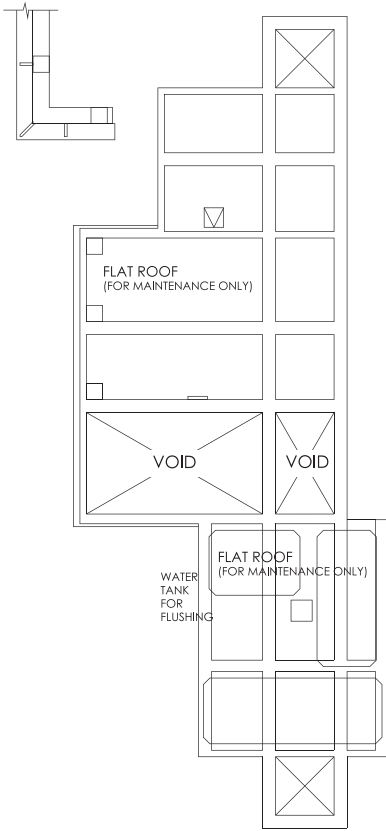 FLAT ROOF
(FOR MAINTENANCE ONLY)
VOID
VOID
FLAT ROOF
(FOR MAINTENANCE ONLY)
WATER
TANK
FOR
FLUSHING